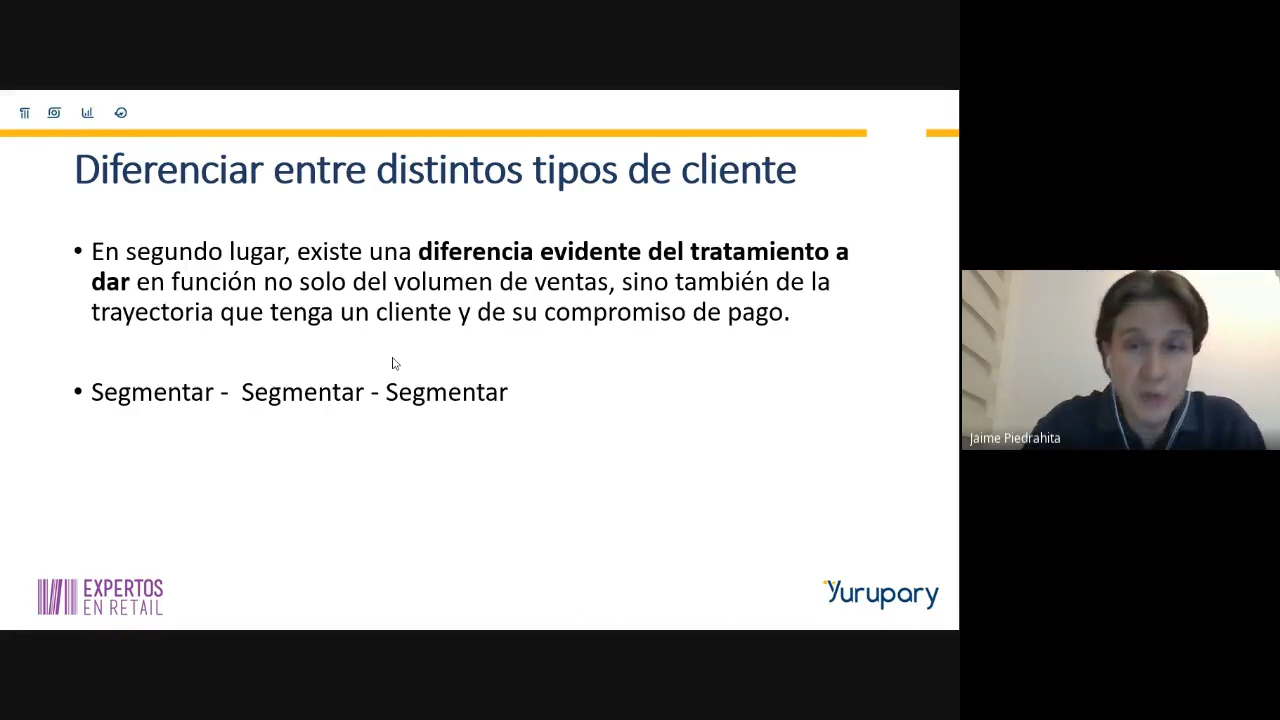 Diferenciar entre distintos tipos de cliente
• En segundo lugar, existe una diferencia evidente del tratamiento a
dar en función no solo del volumen de ventas, sino también de la
trayectoria que tenga un cliente y de su compromiso de pago.
• Segmentar -  Segmentar - Segmentar
EXPERTOS
EN RETAIL
Yurupary
Jaime Piedrahita